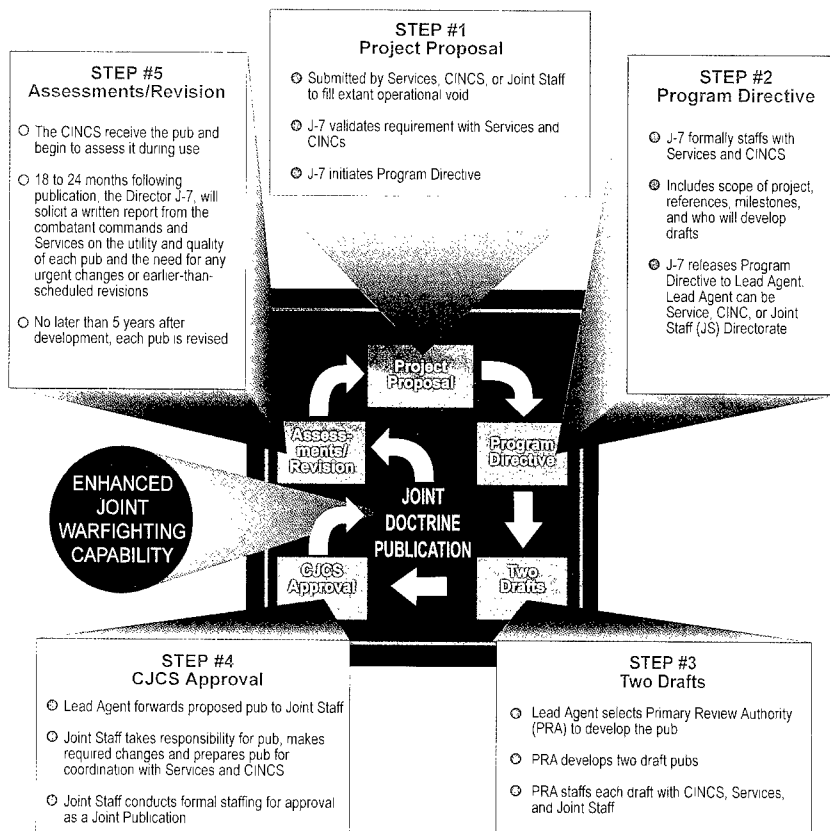 STEP #1
Project Proposal
Submitted by Services, CINCS, or Joint Staff
to fill extant operational void
J-7 validates requirement with Services and
CINCs
J-7 initiates Program Directive
STEP #2
Program Directive
J-7 formally staffs with
Services and CINCS
Includes scope of project,
references, milestones,
and who will develop
drafts
J-7 releases Program
Directive to Lead Agent.
Lead Agent can be
Service, CINC, or Joint
Staff (JS) Directorate
STEP #5
Assessments/Revision
The CINCS receive the pub and
begin to assess it during use
18 to 24 months following
publication, the Director J-7, will
solicit a written report from the
combatant commands and
Services on the utility and quality
of each pub and the need for any
urgent changes or earlier-than-
scheduled revisions
No later than 5 years after
development, each pub is revised
Project
Proposal
Assess-
ments/
Revision
Program
Directive
ENHANCED
JOINT
WARFIGHTING
CAPABILITY
JOINT
DOCTRINE
PUBLICATION
CJCS
Approval
Two
Drafts
STEP #4
CJCS Approval
Lead Agent forwards proposed pub to Joint Staff
Joint Staff takes responsibility for pub, makes
required changes and prepares pub for
coordination with Services and CINCS
Joint Staff conducts formal staffing for approval
as a Joint Publication
STEP #3
Two Drafts
Lead Agent selects Primary Review Authority
(PRA) to develop the pub
PRA develops two draft pubs
PRA staffs each draft with CINCS, Services,
and Joint Staff